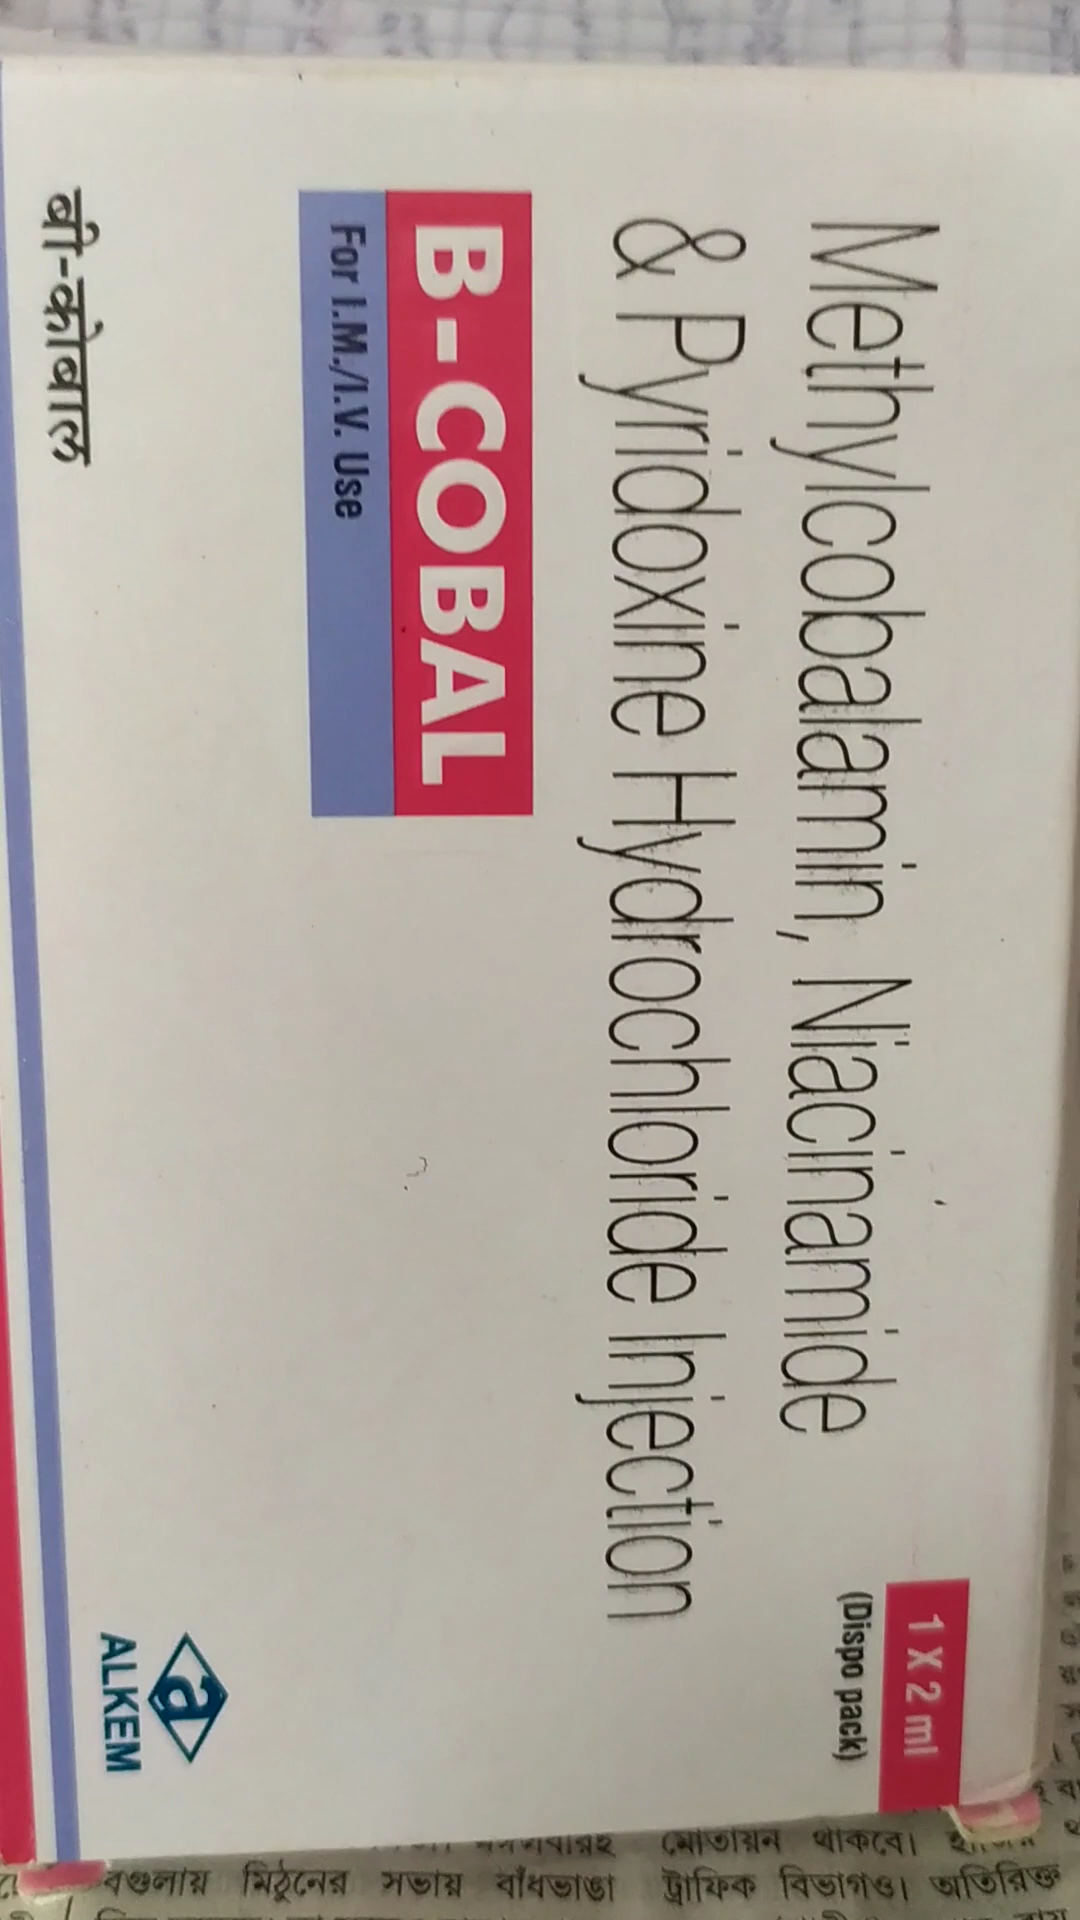 1 X 2 ml
(Dispo pack)
Methylcobalamin, Niacinamide
& Pyridoxine Hydrochloride Injection
B-COBAL
For I.M./I.V. Use
बी-कोबाल
a
ALKEM
মোতায়েন থাকবে।
বগুলায় মিঠুনের সভায় বাঁধভাঙা
ট্রাফিক বিভাগও। অতিরিক্ত